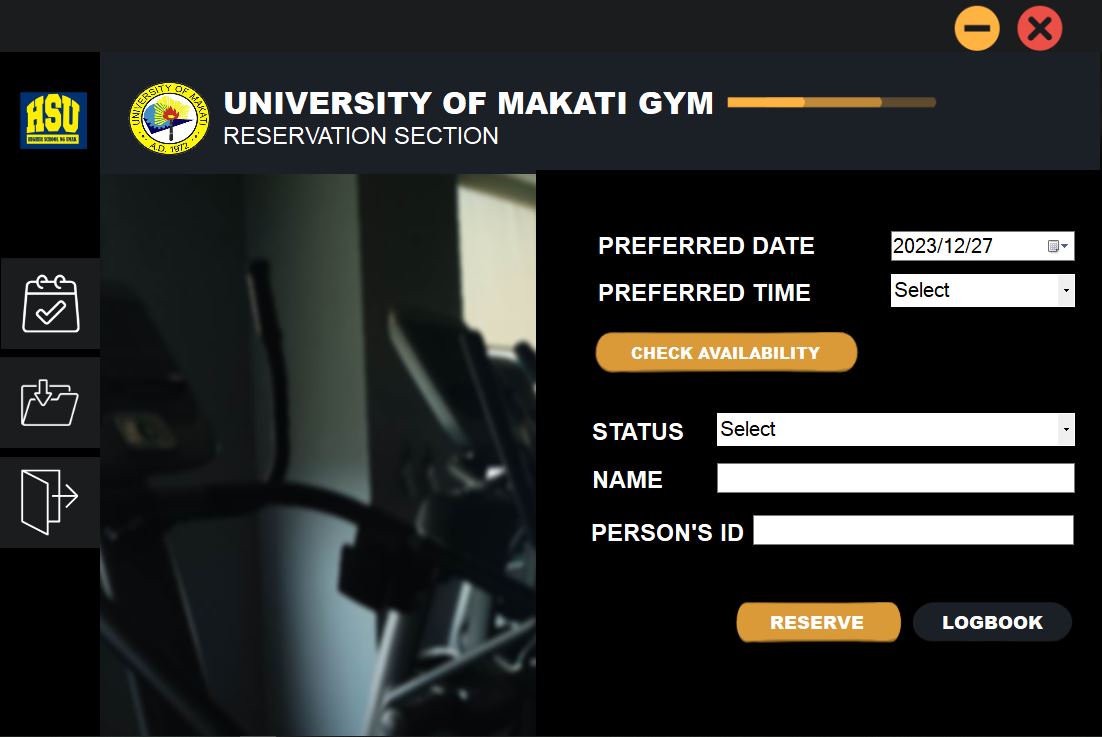 HSU
HIGHER SCHOOL NG UMAK
UNIVERSITY OF MAKATI
A.D. 1972
UNIVERSITY OF MAKATI GYM
RESERVATION SECTION
PREFERRED DATE
2023/12/27
PREFERRED TIME
Select
CHECK AVAILABILITY
STATUS
Select
NAME
PERSON'S ID
RESERVE
LOGBOOK